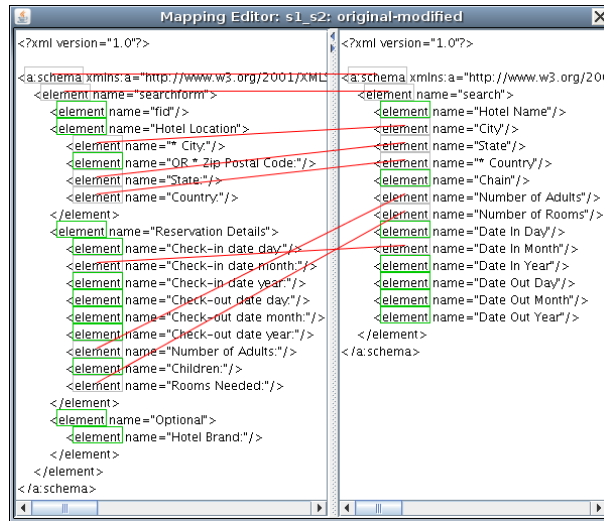 Mapping Editor: s1_s2: original-modified
<?xml version="1.0"?>
<a:schema xmlns:a="http://www.w3.org/2001/XML
<element name="searchform">
<element name="fid"/>
<element name="Hotel Location">
<element name="* City:"/>
<element name="OR * Zip Postal Code:"/>
<element name="State:"/>
<element name="Country:"/>
</element>
<element name="Reservation Details">
<element name="Check-in date day:"/>
<element name="Check-in date month:"/>
<element name="Check-in date year:"/>
<element name="Check-out date day:"/>
<element name="Check-out date month:"/>
<element name="Check-out date year:"/>
<element name="Number of Adults:"/>
<element name="Children:"/>
<element name="Rooms Needed:"/>
</element>
<element name="Optional">
<element name="Hotel Brand:"/>
</element>
</element>
</a:schema>
<?xml version="1.0"?>
<a:schema xmlns:a="http://www.w3.org/200
<element name="search">
<element name="Hotel Name"/>
<element name="City"/>
<element name="State"/>
<element name="* Country"/>
<element name="Chain"/>
<element name="Number of Adults"/>
<element name="Number of Rooms"/>
<element name="Date In Day"/>
<element name="Date In Month"/>
<element name="Date In Year"/>
<element name="Date Out Day"/>
<element name="Date Out Month"/>
<element name="Date Out Year"/>
</element>
</a:schema>